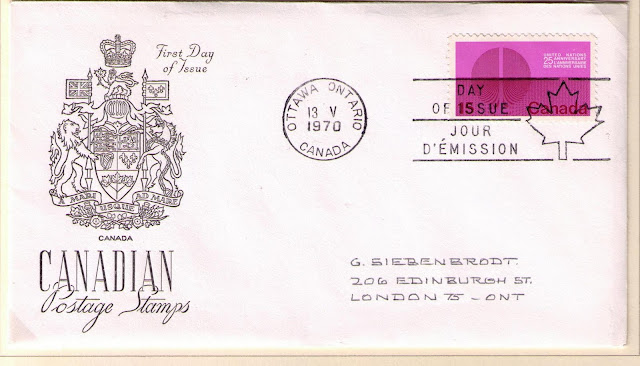 First Day
of Issue
A MARI USQUE AD MARE
CANADA
CANADIAN
Postage Stamps
OTTAWA ONTARIO
13 V
1970
CANADA
UNITED NATIONS
25 ANNIVERSARY
DES NATIONS UNIES
15
Canada
DAY
OF ISSUE
JOUR
D'ÉMISSION
G. SIEBENBRODT.
206 EDINBURGH ST.
LONDON 75 - ONT